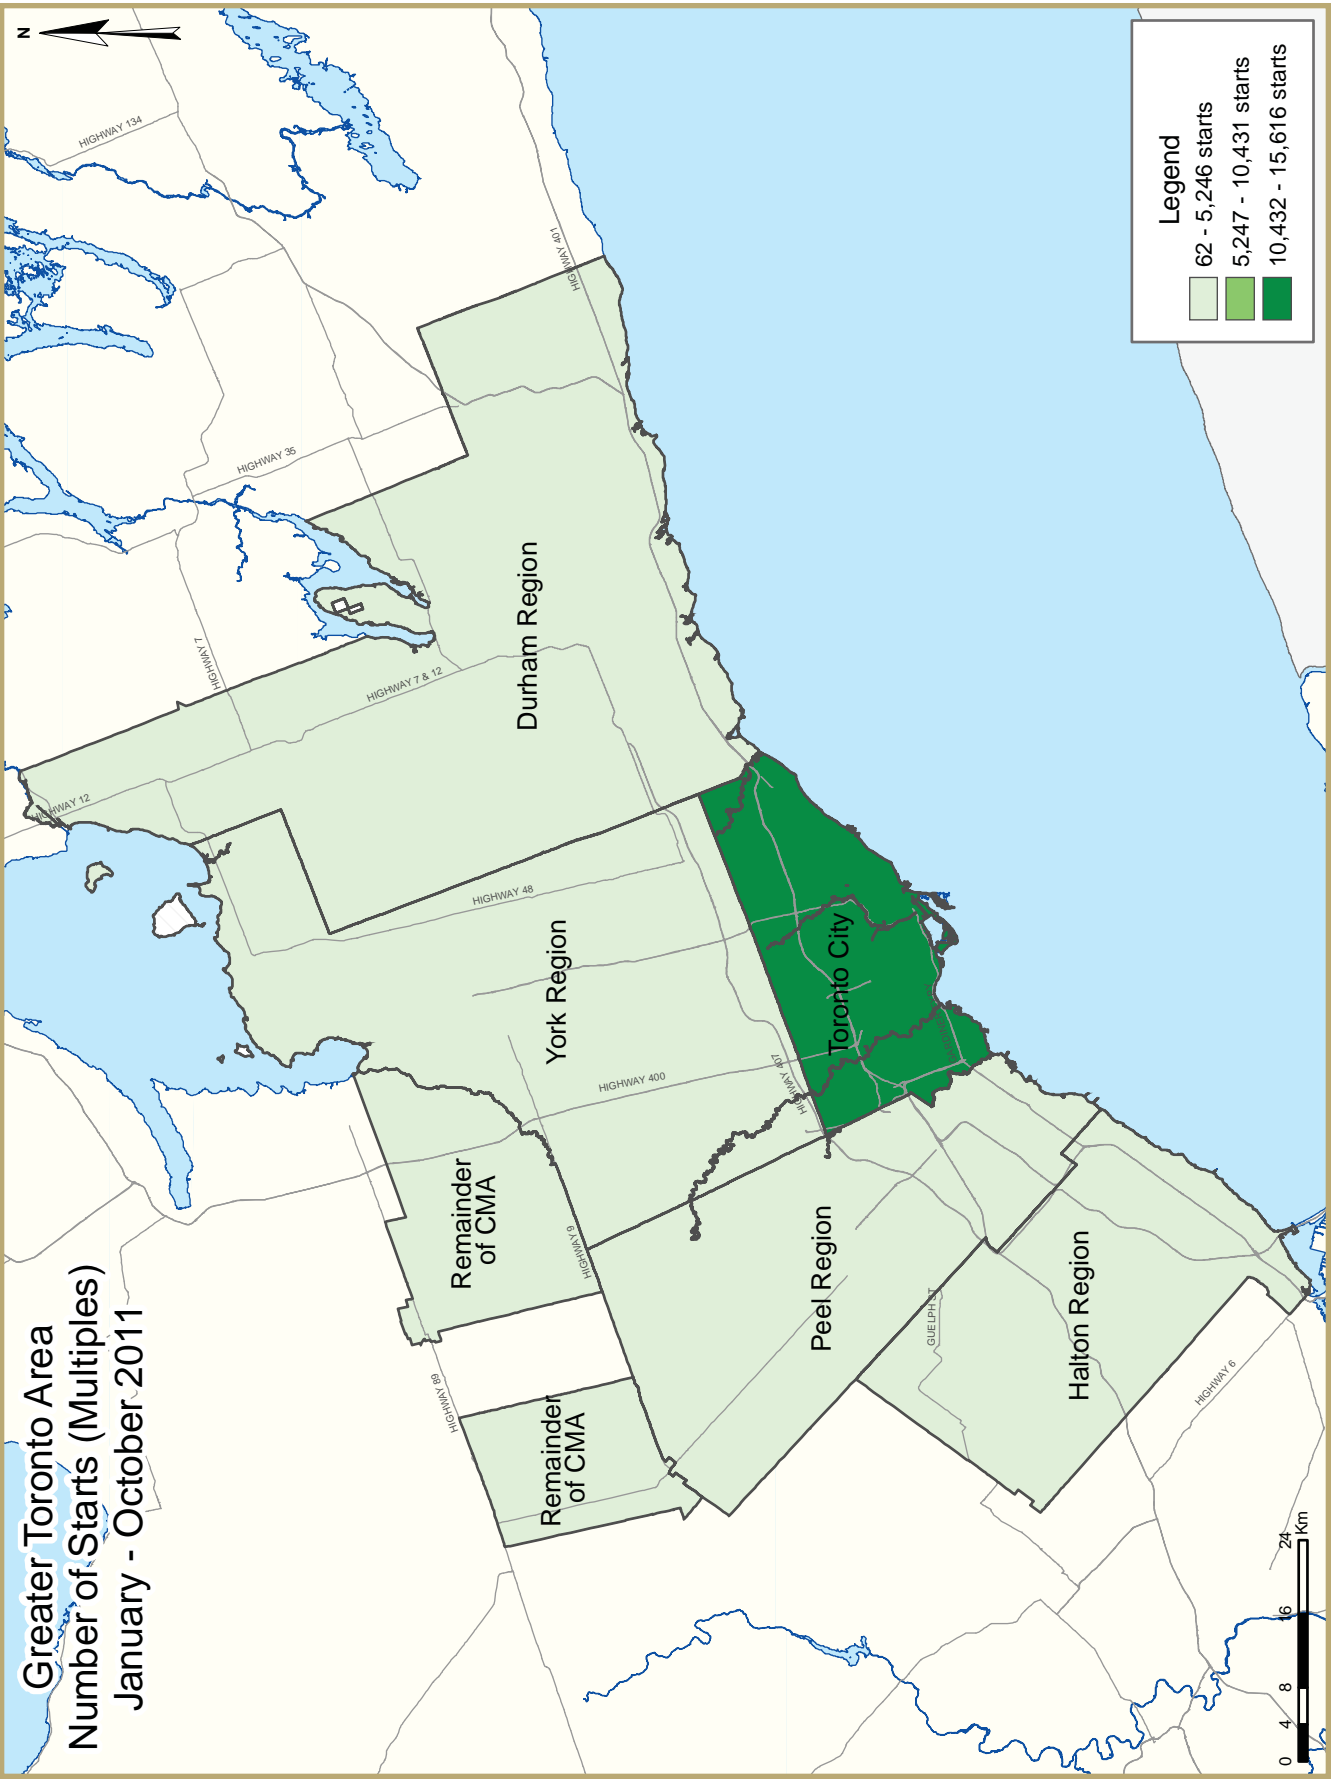 Greater Toronto Area
Number of Starts (Multiples)
January - October 2011
N
HIGHWAY 134
HIGHWAY 401
HIGHWAY 35
HIGHWAY 7
HIGHWAY 7 & 12
HIGHWAY 12
Durham Region
HIGHWAY 48
York Region
HIGHWAY 400
HIGHWAY 407
Toronto City
Remainder
of CMA
HIGHWAY 9
HIGHWAY 89
Remainder
of CMA
Peel Region
GUELPH ST
Halton Region
HIGHWAY 6
Legend
62 - 5,246 starts
5,247 - 10,431 starts
10,432 - 15,616 starts
0 4 8 16 24
Km